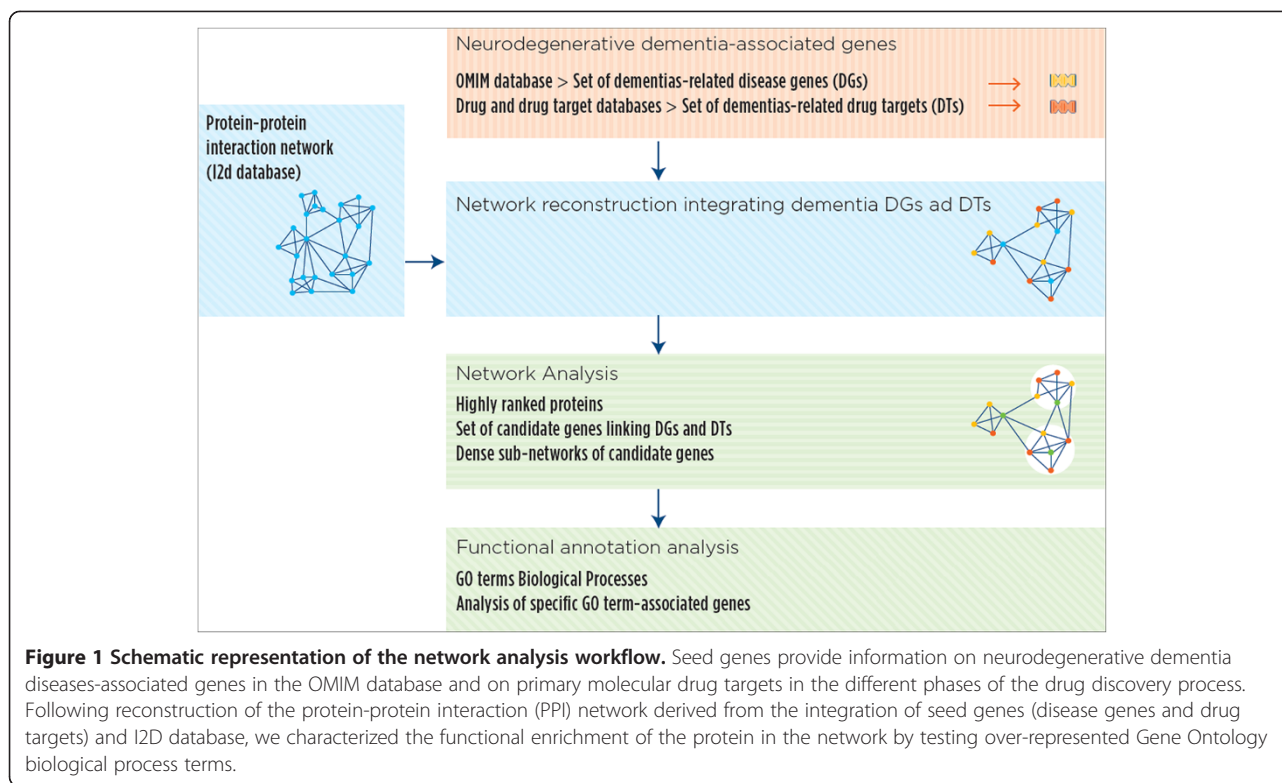 Neurodegenerative dementia-associated genes
OMIM database > Set of dementias-related disease genes (DGs)
Drug and drug target databases > Set of dementias-related drug targets (DTs)
Protein-protein
interaction network
(I2d database)
Network reconstruction integrating dementia DGs ad DTs
Network Analysis
Highly ranked proteins
Set of candidate genes linking DGs and DTs
Dense sub-networks of candidate genes
Functional annotation analysis
GO terms Biological Processes
Analysis of specific GO term-associated genes
Figure 1 Schematic representation of the network analysis workflow. Seed genes provide information on neurodegenerative dementia
diseases-associated genes in the OMIM database and on primary molecular drug targets in the different phases of the drug discovery process.
Following reconstruction of the protein-protein interaction (PPI) network derived from the integration of seed genes (disease genes and drug
targets) and I2D database, we characterized the functional enrichment of the protein in the network by testing over-represented Gene Ontology
biological process terms.